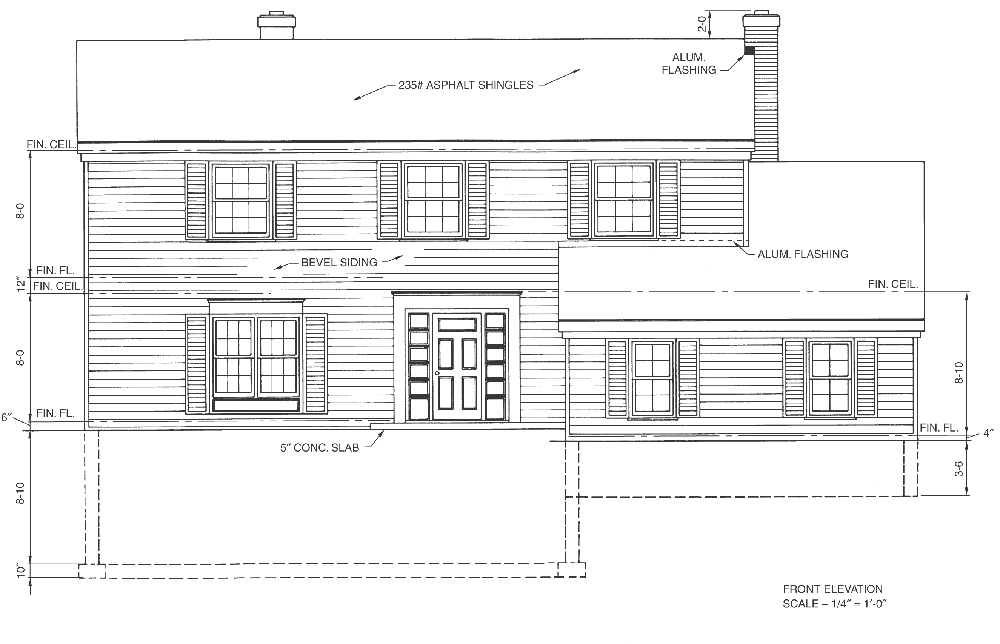 2-0
ALUM.
FLASHING
235# ASPHALT SHINGLES
FIN. CEIL.
8-0
ALUM. FLASHING
BEVEL SIDING
FIN. FL.
12″
FIN. CEIL.
FIN. CEIL.
8-0
8-10
FIN. FL.
6″
FIN. FL.
4″
5″ CONC. SLAB
3-6
8-10
10″
FRONT ELEVATION
SCALE – 1/4″ = 1′-0″